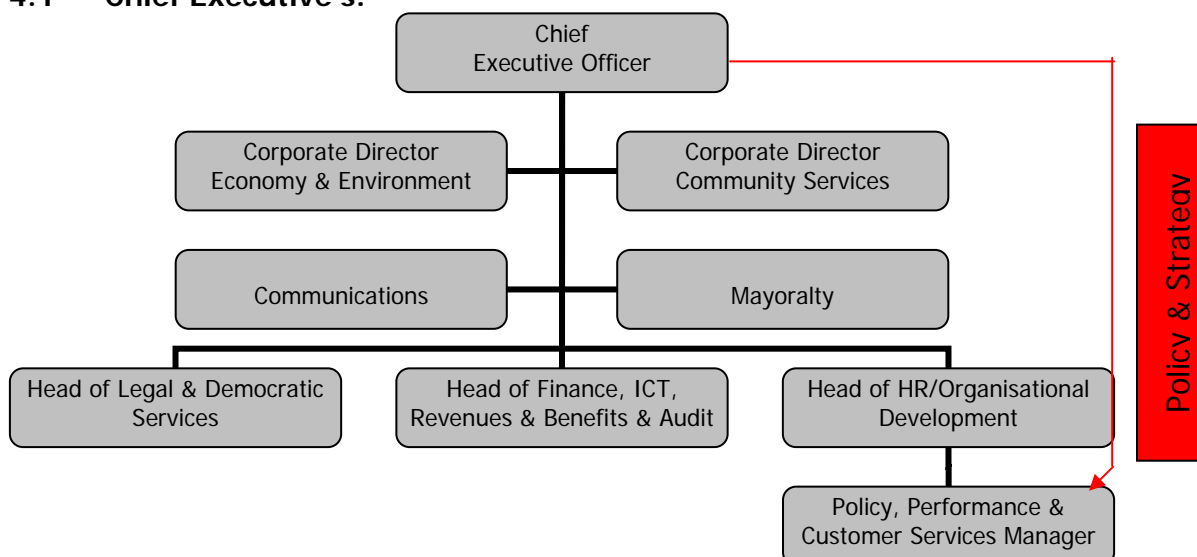 4.1 Chief Executive's:
Chief
Executive Officer
Corporate Director
Economy & Environment
Corporate Director
Community Services
Communications
Mayoralty
Head of Legal & Democratic
Services
Head of Finance, ICT,
Revenues & Benefits & Audit
Head of HR/Organisational
Development
Policy, Performance &
Customer Services Manager
Policy & Strategy